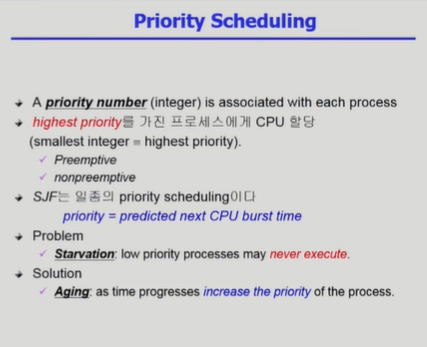 Priority Scheduling
A priority number (integer) is associated with each process
highest priority를 가진 프로세스에게 CPU 할당
(smallest integer = highest priority).
Preemptive
nonpreemptive
SJF는 일종의 priority scheduling이다
priority = predicted next CPU burst time
Problem
Starvation: low priority processes may never execute.
Solution
Aging: as time progresses increase the priority of the process.